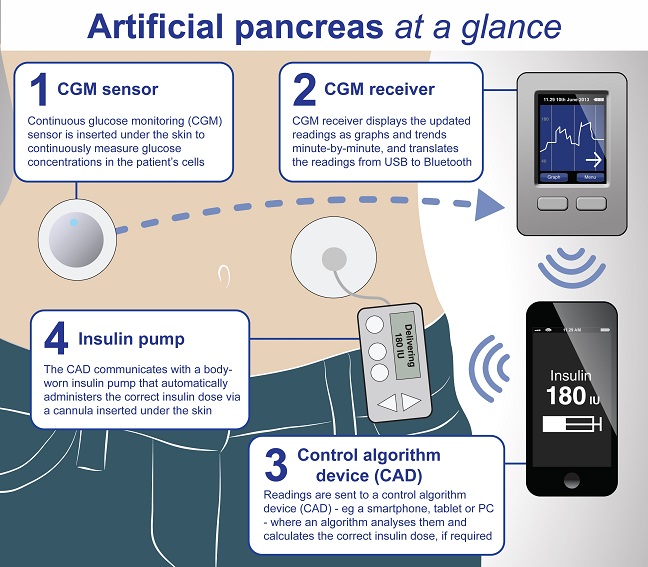 Artificial pancreas at a glance
1 CGM sensor
Continuous glucose monitoring (CGM)
sensor is inserted under the skin to
continuously measure glucose
concentrations in the patient's cells
2 CGM receiver
CGM receiver displays the updated
readings as graphs and trends
minute-by-minute, and translates
the readings from USB to Bluetooth
11.29 10th June 2013
Graph
Menu
4 Insulin pump
The CAD communicates with a body-
worn insulin pump that automatically
administers the correct insulin dose via
a cannula inserted under the skin
Delivering
180 IU
11.29 AM
Insulin
180 IU
3 Control algorithm
device (CAD)
Readings are sent to a control algorithm
device (CAD) - eg a smartphone, tablet or PC
- where an algorithm analyses them and
calculates the correct insulin dose, if required